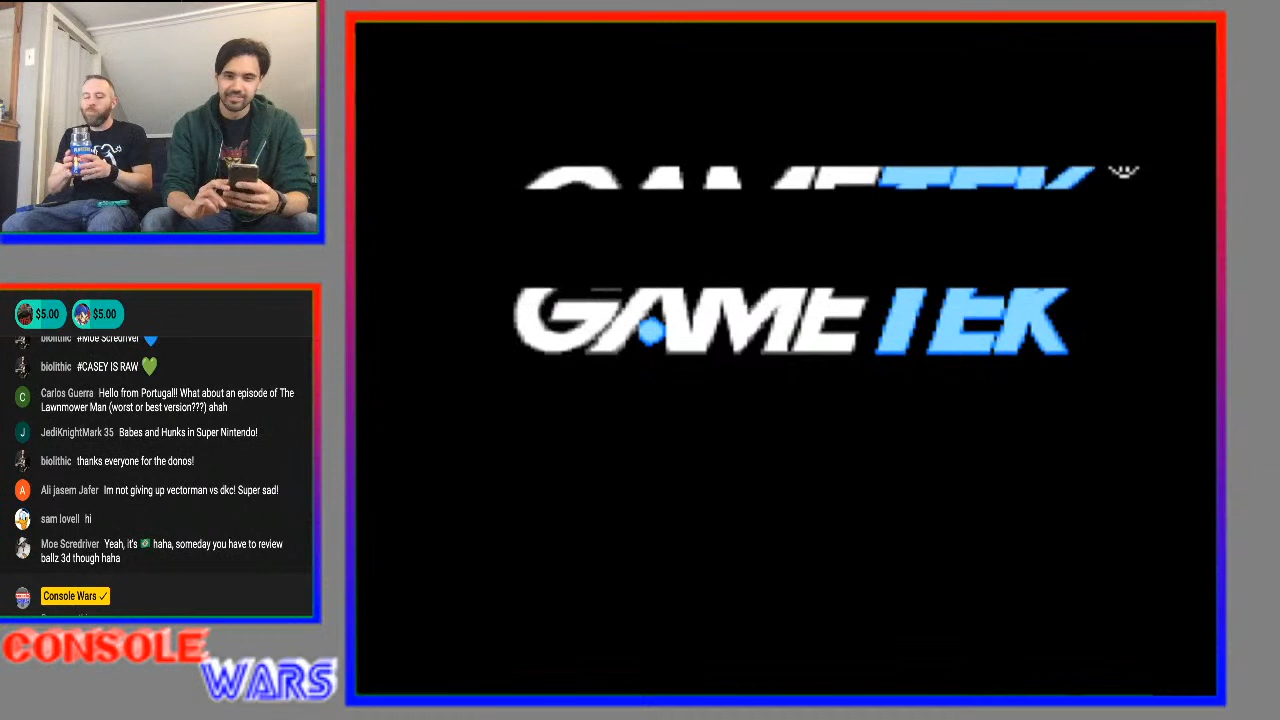 GAMETEK
GAMETEK
$5.00
$5.00
biolithic #Moe Scredriver 💙
biolithic #CASEY IS RAW 💚
C Carlos Guerra Hello from Portugal!! What about an episode of The
Lawnmower Man (worst or best version???) ahah
J JediKnightMark 35 Babes and Hunks in Super Nintendo!
biolithic thanks everyone for the donos!
A Ali jasem Jafer Im not giving up vectorman vs dkc! Super sad!
sam lovell hi
Moe Scredriver Yeah, it's 🇧🇷 haha, someday you have to review
ballz 3d though haha
Console Wars ✓
CONSOLE
WARS